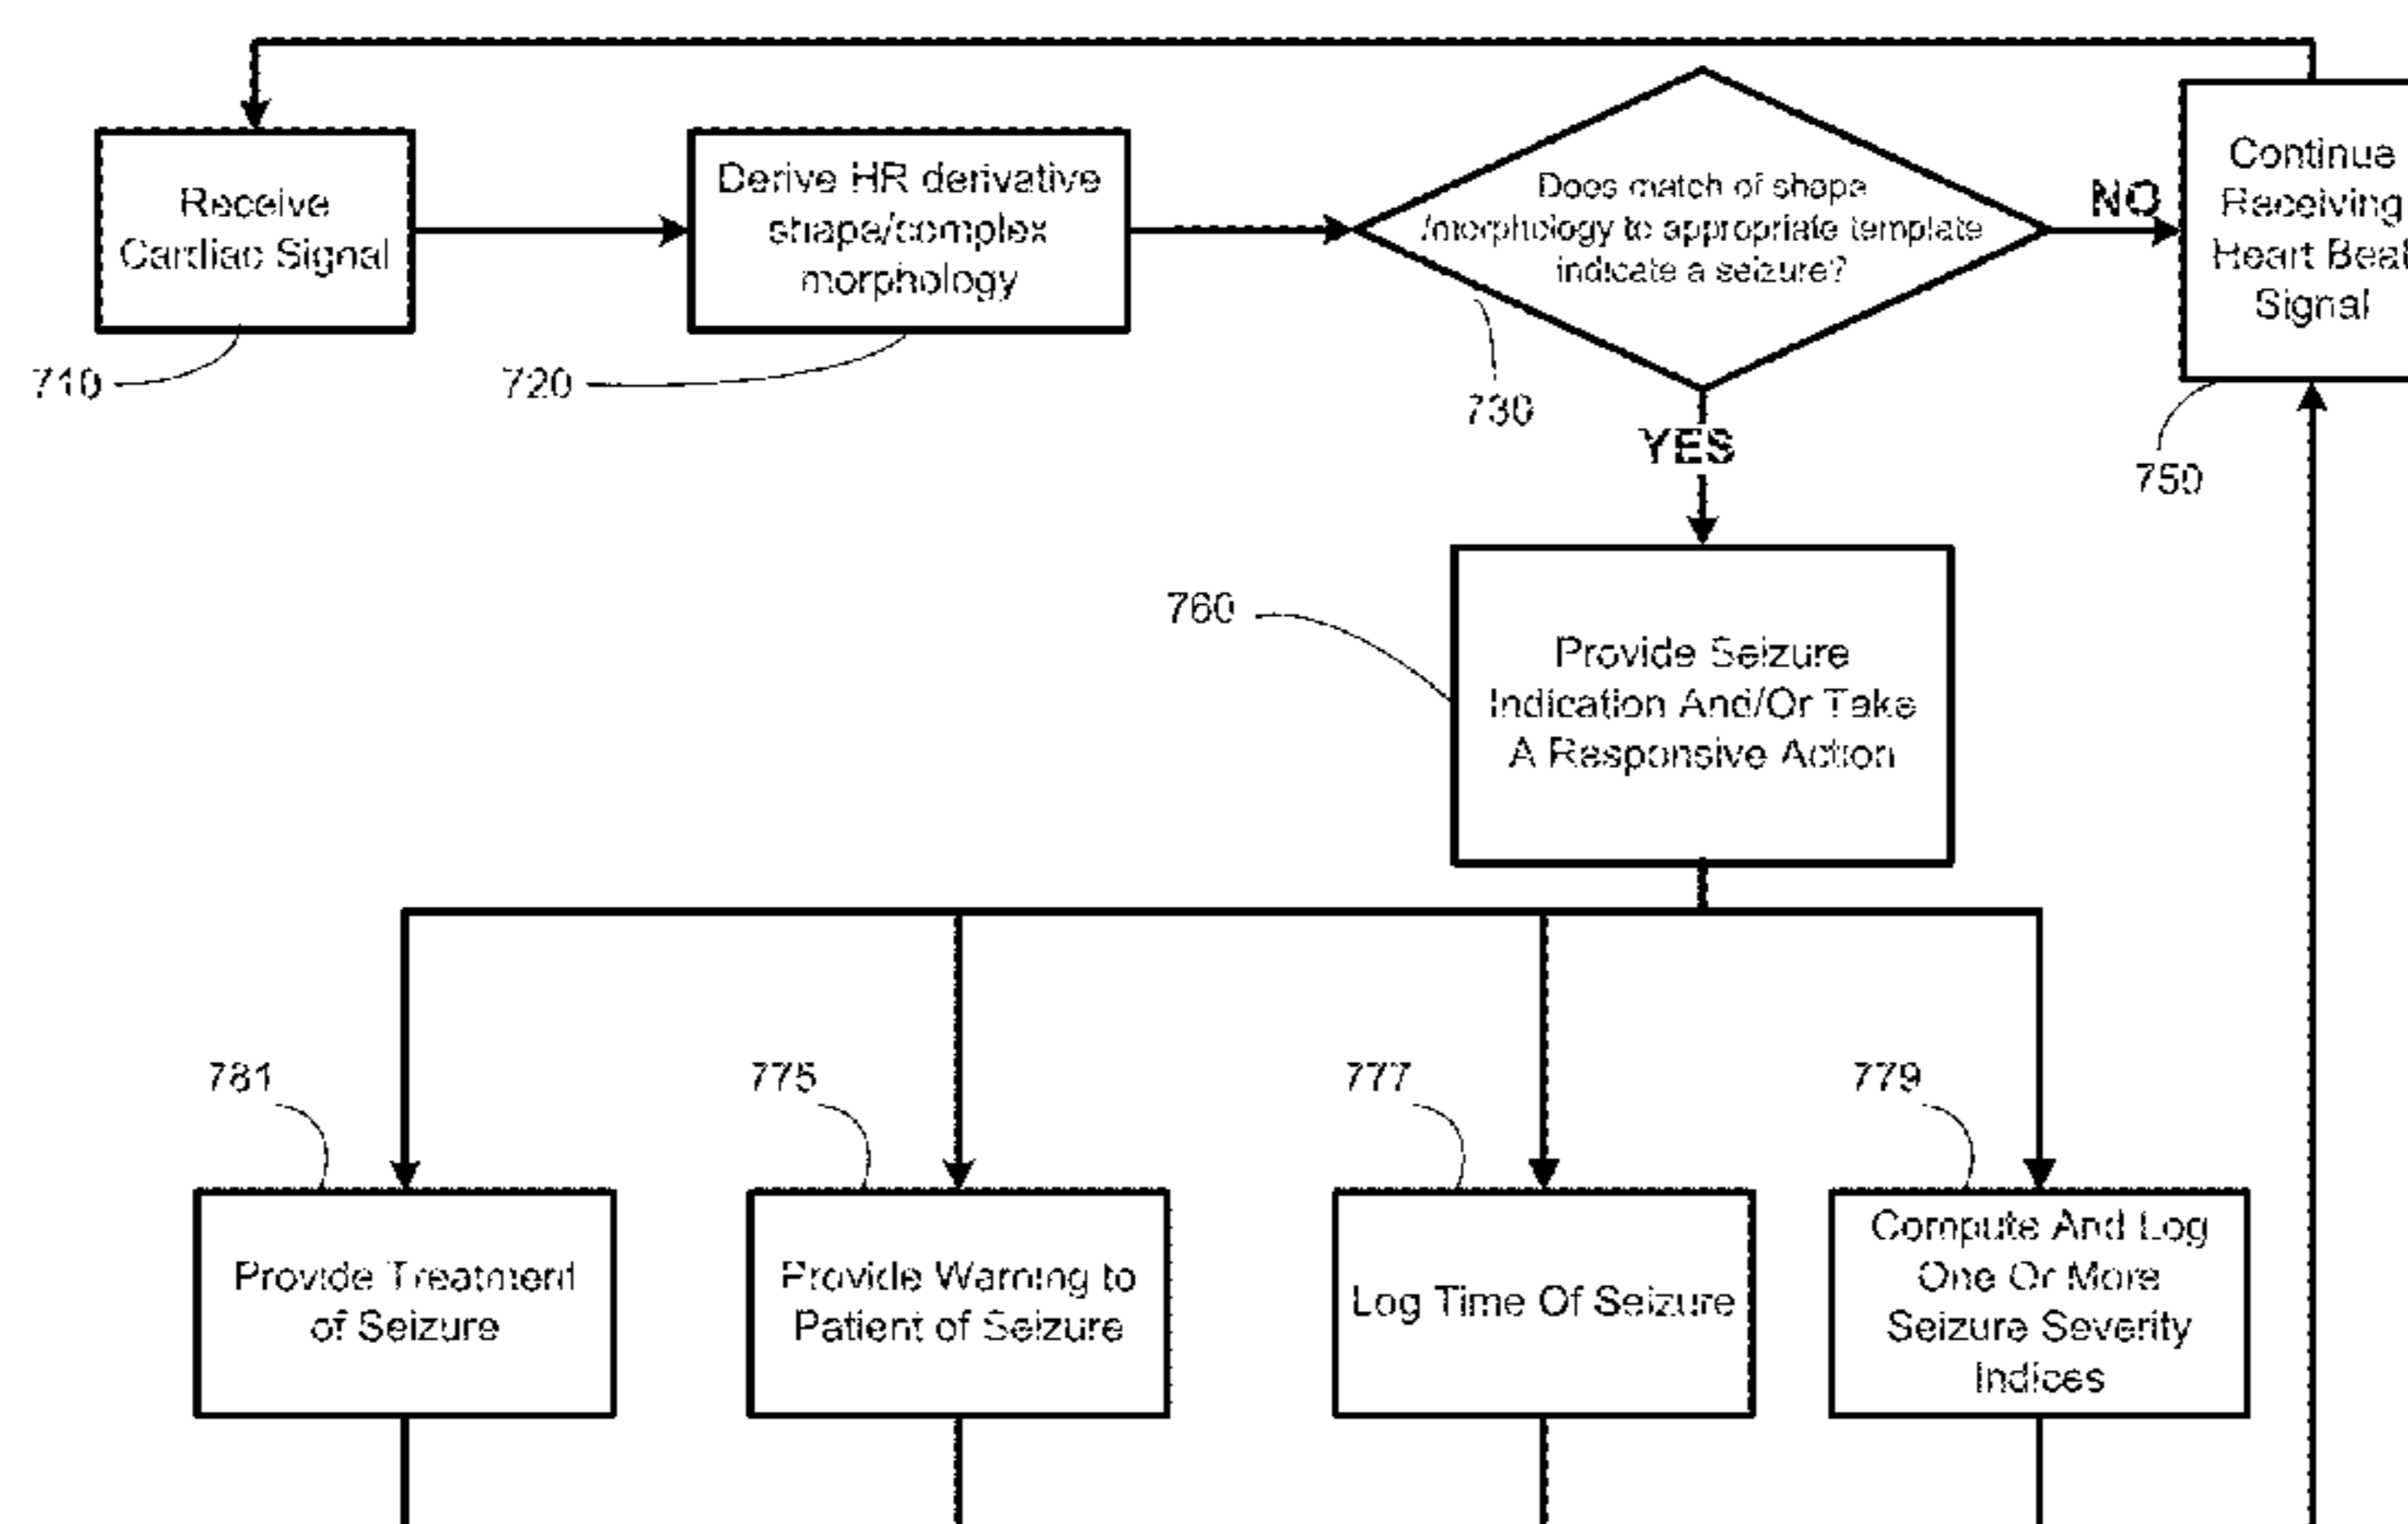 Receive
Cardiac Signal
710
Derive HR derivative
shape/complex
morphology
720
Does match of shape
/morphology to appropriate template
indicate a seizure?
730
NO
Continue
Receiving
Heart Beat
Signal
750
YES
760
Provide Seizure
Indication And/Or Take
A Responsive Action
781
775
777
779
Provide Treatment
of Seizure
Provide Warning to
Patient of Seizure
Log Time Of Seizure
Compute And Log
One Or More
Seizure Severity
Indices